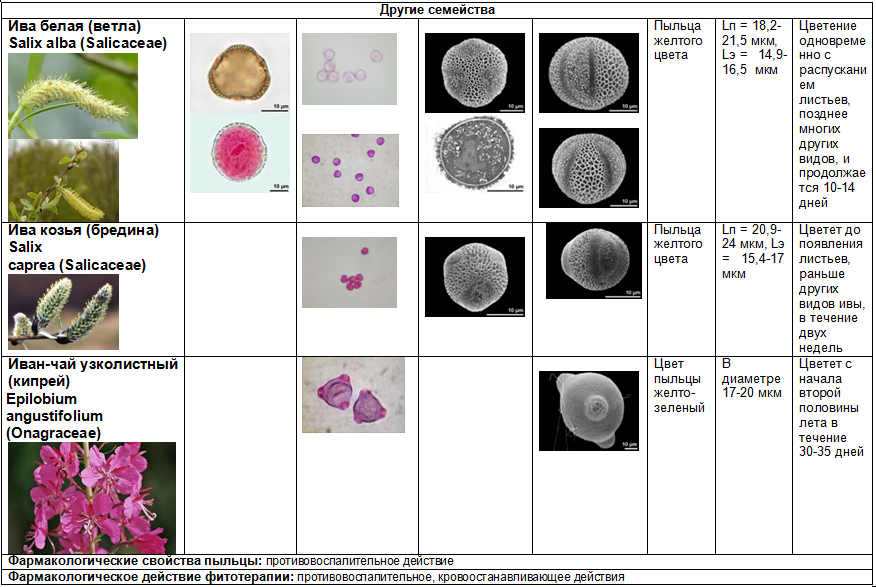 Другие семейства
Ива белая (ветла)
Salix alba (Salicaceae)
10 µm
10 µm
10 µm
10 µm
10 µm
10 µm
Пыльца
желтого
цвета
Lп = 18,2-
21,5 мкм,
Lэ = 14,9-
16,5 мкм
Цветение
одновреме
нно с
распускани
ем
листьев,
позднее
многих
других
видов, и
продолжае
тся 10-14
дней
Ива козья (бредина)
Salix
caprea (Salicaceae)
10 µm
10 µm
Пыльца
желтого
цвета
Lп = 20,9-
24 мкм, Lэ
= 15,4-17
мкм
Цветет до
появления
листьев,
раньше
других
видов ивы,
в течение
двух
недель
Иван-чай узколистный
(кипрей)
Epilobium
angustifolium
(Onagraceae)
10 µm
Цвет
пыльцы
желто-
зеленый
В
диаметре
17-20 мкм
Цветет с
начала
второй
половины
лета в
течение
30-35 дней
Фармакологические свойства пыльцы: противовоспалительное действие
Фармакологическое действие фитотерапии: противовоспалительное, кровоостанавливающее действия